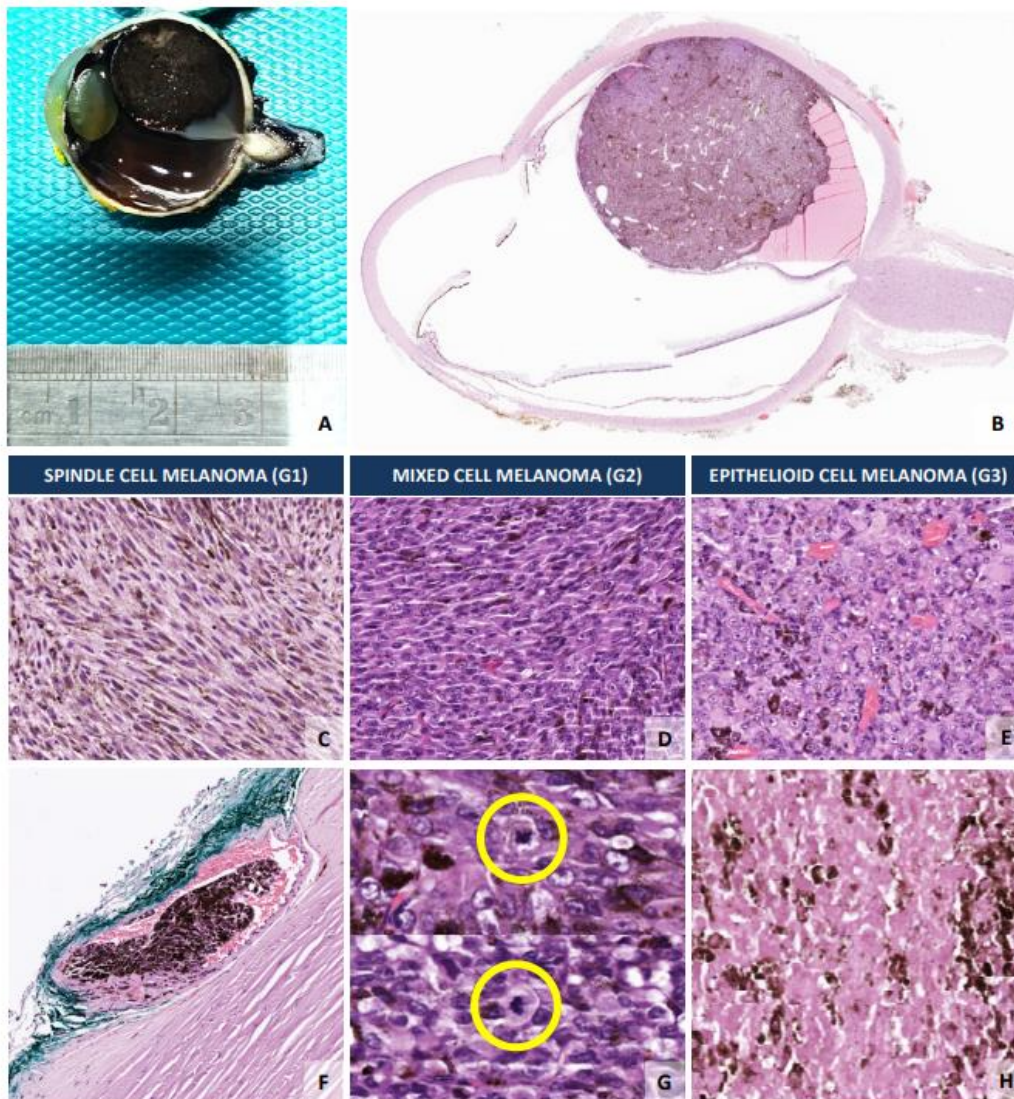 cm 1 2 3
A
B
SPINDLE CELL MELANOMA (G1)
MIXED CELL MELANOMA (G2)
EPITHELIOID CELL MELANOMA (G3)
C
D
E
F
G
H